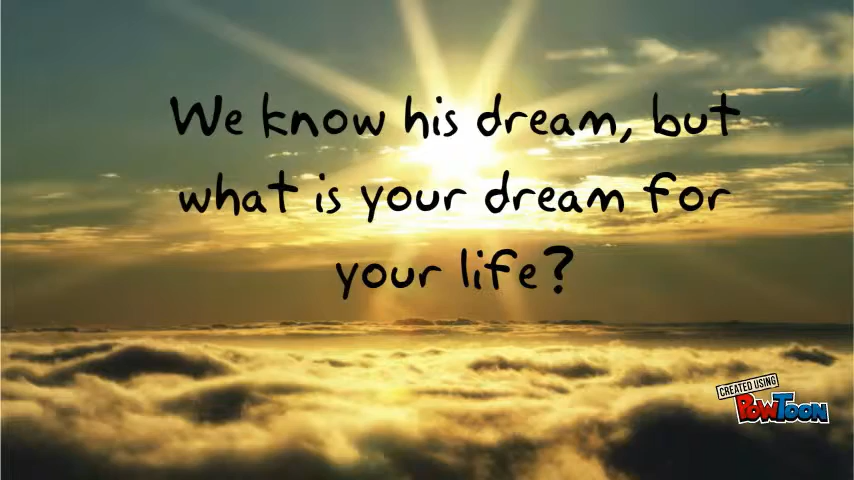 We know his dream, but
what is your dream for
your life?
CREATED USING
POWTOON